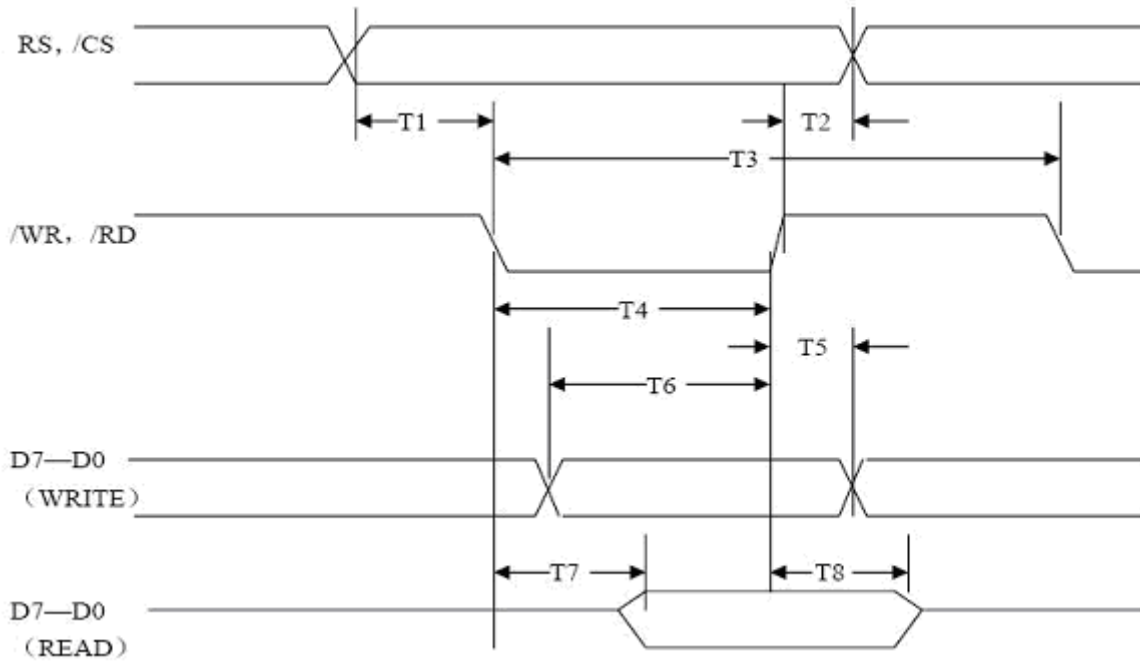 RS，/CS
T1
T2
T3
/WR，/RD
T4
T5
T6
D7—D0
（WRITE）
T7
T8
D7—D0
（READ）